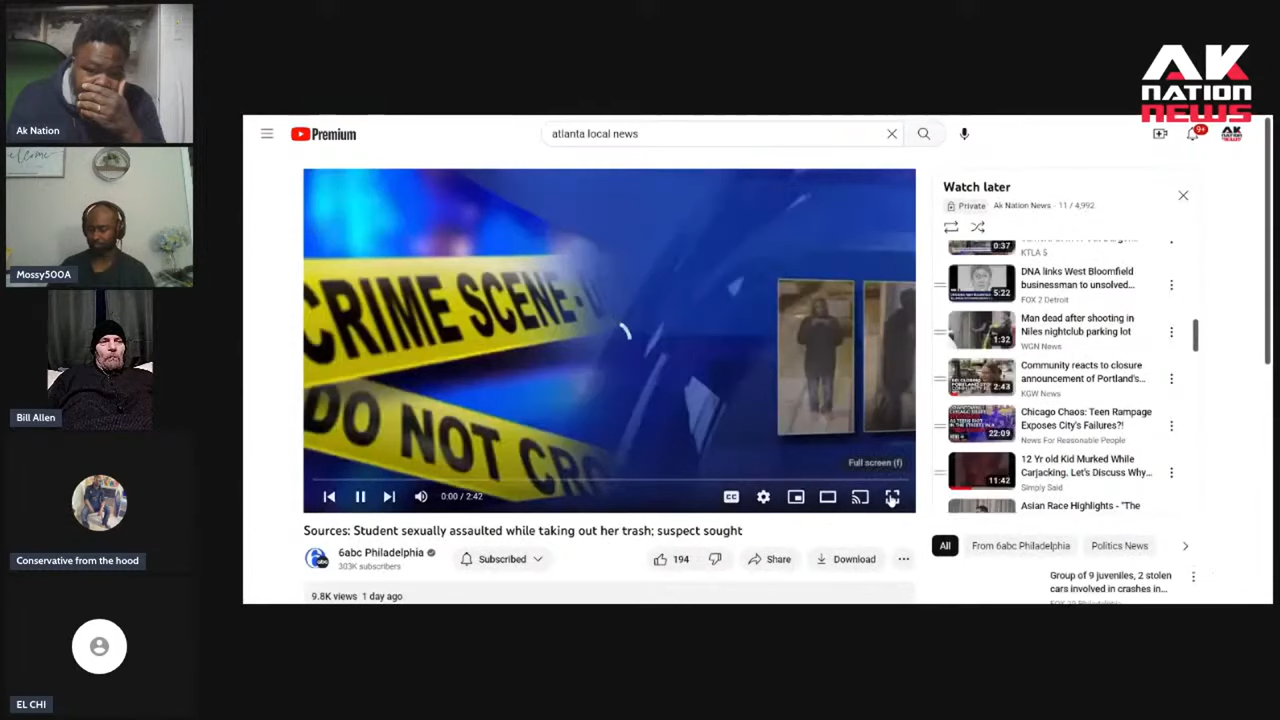 Ak Nation
Welcome
Mossy500A
Bill Allen
Conservative from the hood
EL CHI
AK
NATION
NEWS
Premium
atlanta local news
9+
CRIME SCENE
DO NOT CRO
Full screen (f)
0:00 / 2:42
CC
Sources: Student sexually assaulted while taking out her trash; suspect sought
6abc Philadelphia
303K subscribers
Subscribed
194
Share
Download
9.8K views 1 day ago
Watch later
Private
Ak Nation News - 11 / 4,992
0:37
KTLA 5
DNA links West Bloomfield
businessman to unsolved...
FOX 2 Detroit
5:22
Man dead after shooting in
Niles nightclub parking lot
WGN News
1:32
Community reacts to closure
announcement of Portland's...
KGW News
2:43
Chicago Chaos: Teen Rampage
Exposes City's Failures?!
News For Reasonable People
22:09
12 Yr old Kid Murked While
Carjacking. Let's Discuss Why...
Simply Said
11:42
Asian Race Highlights - "The
All
From 6abc Philadelphia
Politics News
Group of 9 juveniles, 2 stolen
cars involved in crashes in...